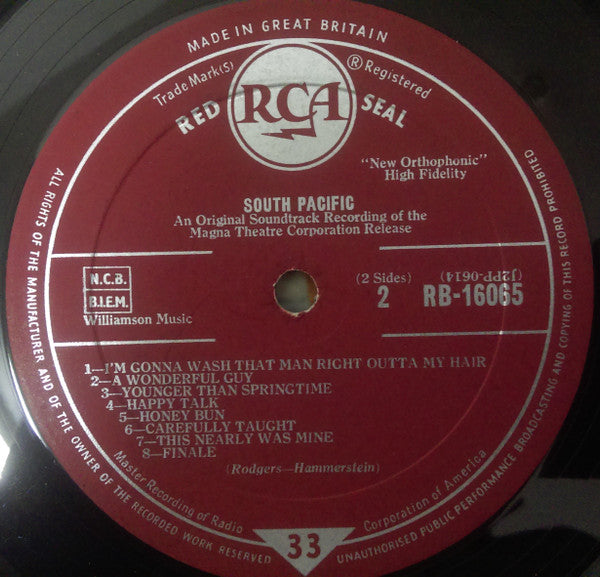 MADE IN GREAT BRITAIN
Trade Mark(s)
® Registered
RED RCA SEAL
"New Orthophonic"
High Fidelity
SOUTH PACIFIC
An Original Soundtrack Recording of the
Magna Theatre Corporation Release
N.C.B.
B.I.E.M.
Williamson Music
(2 Sides)
(J2PP-0614)
2 RB-16065
1—I'M GONNA WASH THAT MAN RIGHT OUTTA MY HAIR
2—A WONDERFUL GUY
3—YOUNGER THAN SPRINGTIME
4—HAPPY TALK
5—HONEY BUN
6—CAREFULLY TAUGHT
7—THIS NEARLY WAS MINE
8—FINALE
(Rodgers—Hammerstein)
Master Recording of Radio Corporation of America
33
ALL RIGHTS OF THE MANUFACTURER AND OF THE OWNER OF THE RECORDED WORK RESERVED
UNAUTHORISED PUBLIC PERFORMANCE BROADCASTING AND COPYING OF THIS RECORD PROHIBITED